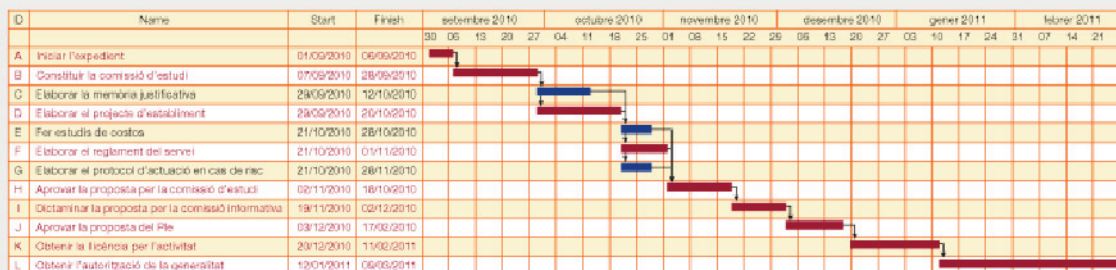 ID Name Start Finish setembre 2010 octubre 2010 novembre 2010 desembre 2010 gener 2011 febrer 2011
30 06 13 20 27 04 11 18 25 01 08 15 22 29 06 13 20 27 03 10 17 24 31 07 14 21
A Iniciar l'expedient 01/09/2010 06/09/2010
B Constituir la comissió d'estudi 07/09/2010 28/09/2010
C Elaborar la memòria justificativa 29/09/2010 12/10/2010
D Elaborar el projecte d'establiment 29/09/2010 20/10/2010
E Fer estudis de costos 21/10/2010 28/10/2010
F Elaborar el reglament del servei 21/10/2010 01/11/2010
G Elaborar el protocol d'actuació en cas de risc 21/10/2010 28/11/2010
H Aprovar la proposta per la comissió d'estudi 02/11/2010 18/10/2010
I Dictaminar la proposta per la comissió informativa 19/11/2010 02/12/2010
J Aprovar la proposta del Ple 03/12/2010 17/02/2010
K Obtenir la llicència per l'activitat 20/12/2010 11/02/2011
L Obtenir l'autorització de la generalitat 12/01/2011 09/03/2011